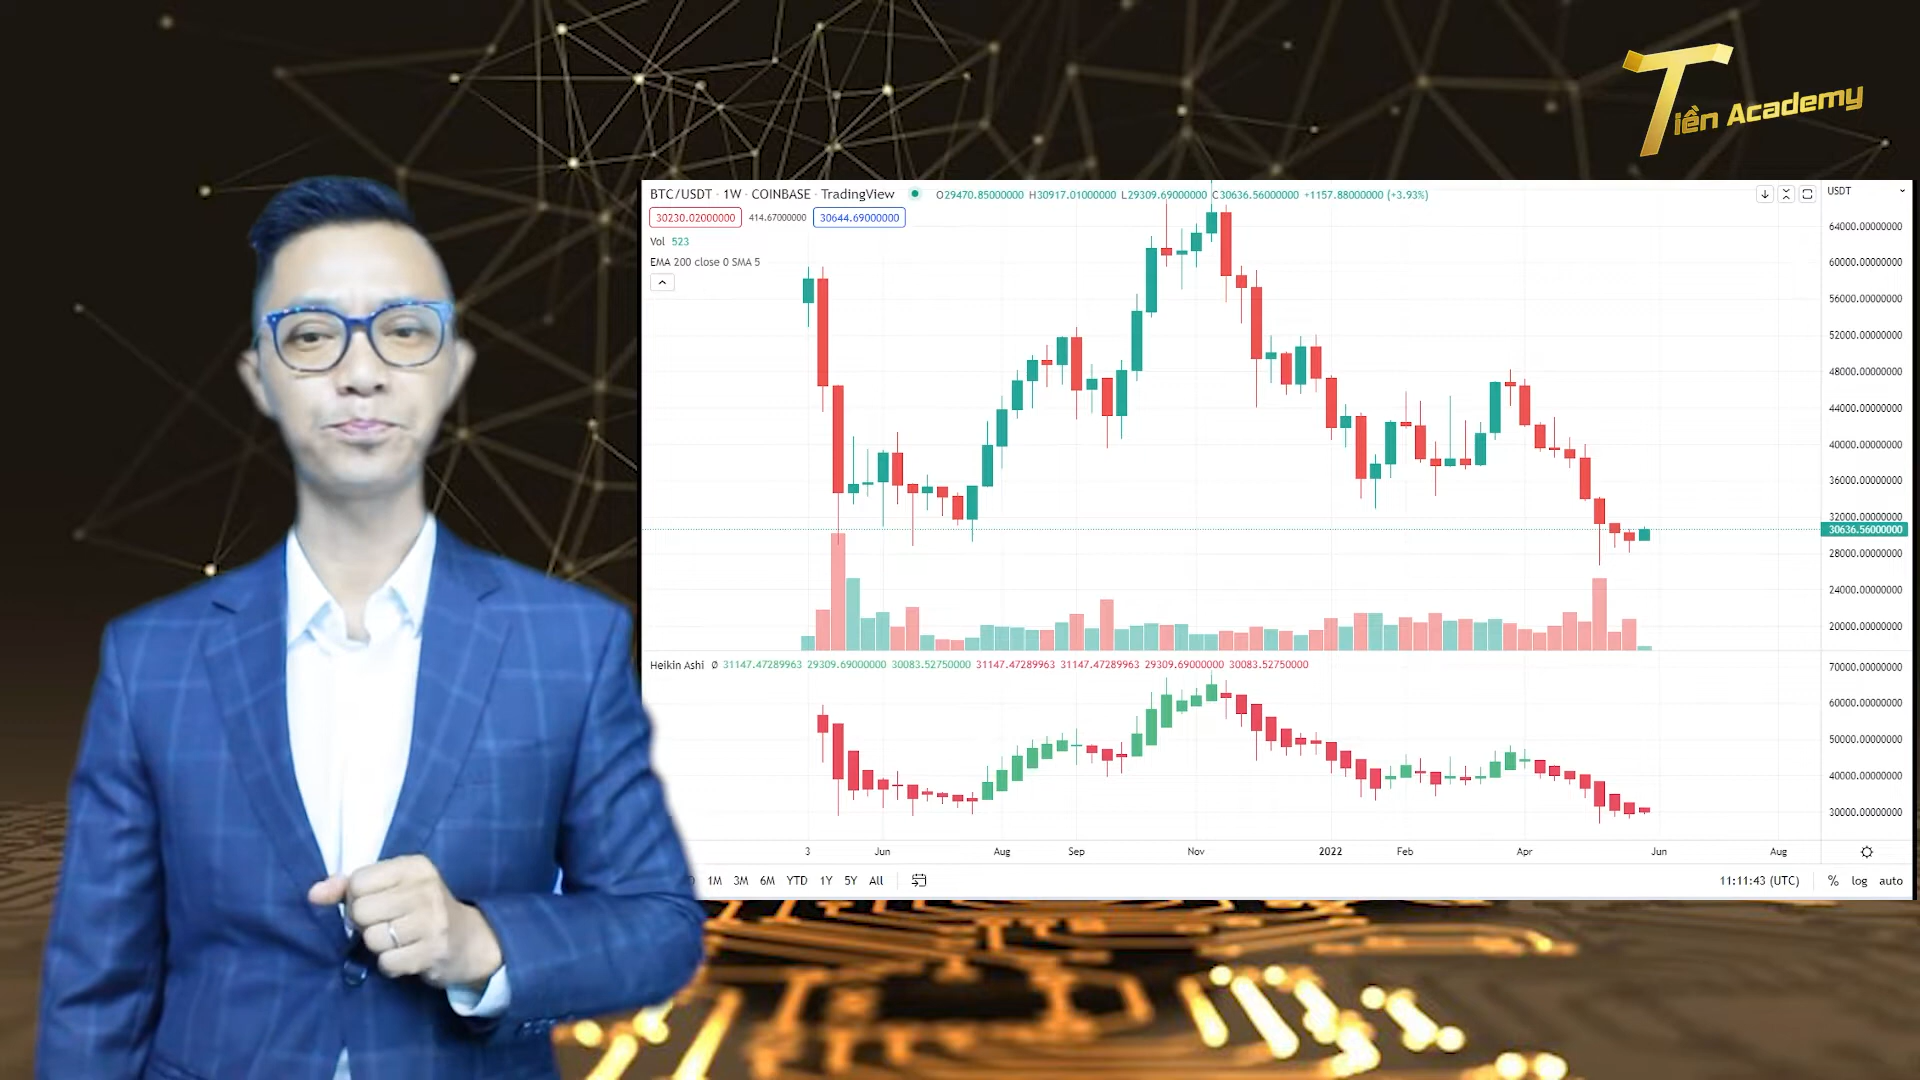 Tiền Academy
BTC/USDT · 1W · COINBASE · TradingView O29470.85000000 H30917.01000000 L29309.69000000 C30636.56000000 +1157.88000000 (+3.93%)
USDT
30230.02000000 414.67000000 30644.69000000
Vol 523
EMA 200 close 0 SMA 5
64000.00000000
60000.00000000
56000.00000000
52000.00000000
48000.00000000
44000.00000000
40000.00000000
36000.00000000
32000.00000000
30636.56000000
28000.00000000
24000.00000000
20000.00000000
Heikin Ashi Ø 31147.47289963 29309.69000000 30083.52750000 31147.47289963 31147.47289963 29309.69000000 30083.52750000
70000.00000000
60000.00000000
50000.00000000
40000.00000000
30000.00000000
3 Jun Aug Sep Nov 2022 Feb Apr Jun Aug
1M 3M 6M YTD 1Y 5Y All 11:11:43 (UTC) % log auto